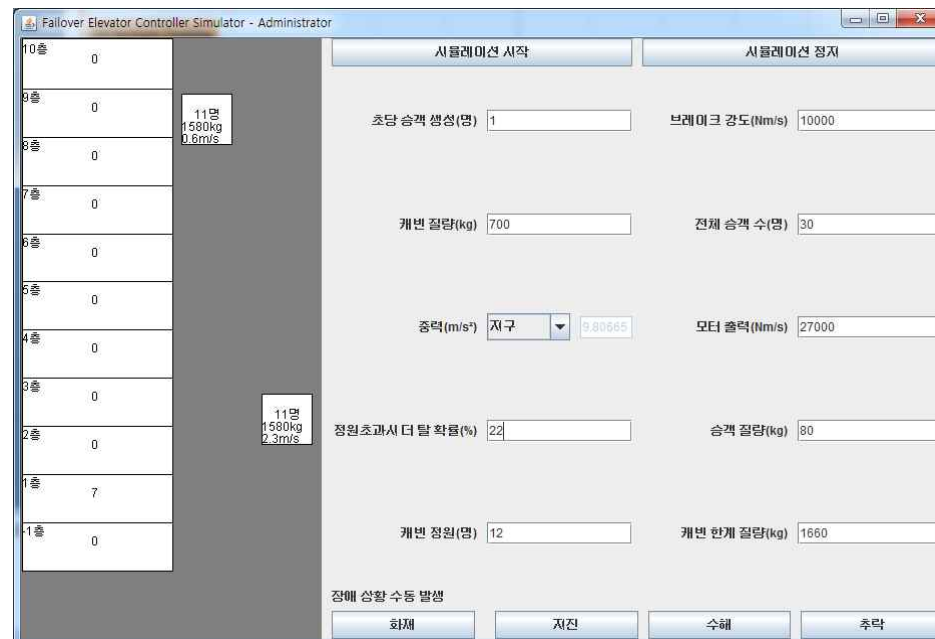 Failover Elevator Controller Simulator - Administrator
시뮬레이션 시작
시뮬레이션 정지
10층
0
9층
0
8층
0
7층
0
6층
0
5층
0
4층
0
3층
0
2층
0
1층
7
-1층
0
11명
1580kg
0.6m/s
11명
1580kg
2.3m/s
초당 승객 생성(명) 1
브레이크 강도(Nm/s) 10000
캐빈 질량(kg) 700
전체 승객 수(명) 30
중력(m/s²) 지구 9.80665
모터 출력(Nm/s) 27000
정원초과시 더 탈 확률(%) 22
승객 질량(kg) 80
캐빈 정원(명) 12
캐빈 한계 질량(kg) 1660
장애 상황 수동 발생
화재
지진
수해
추락